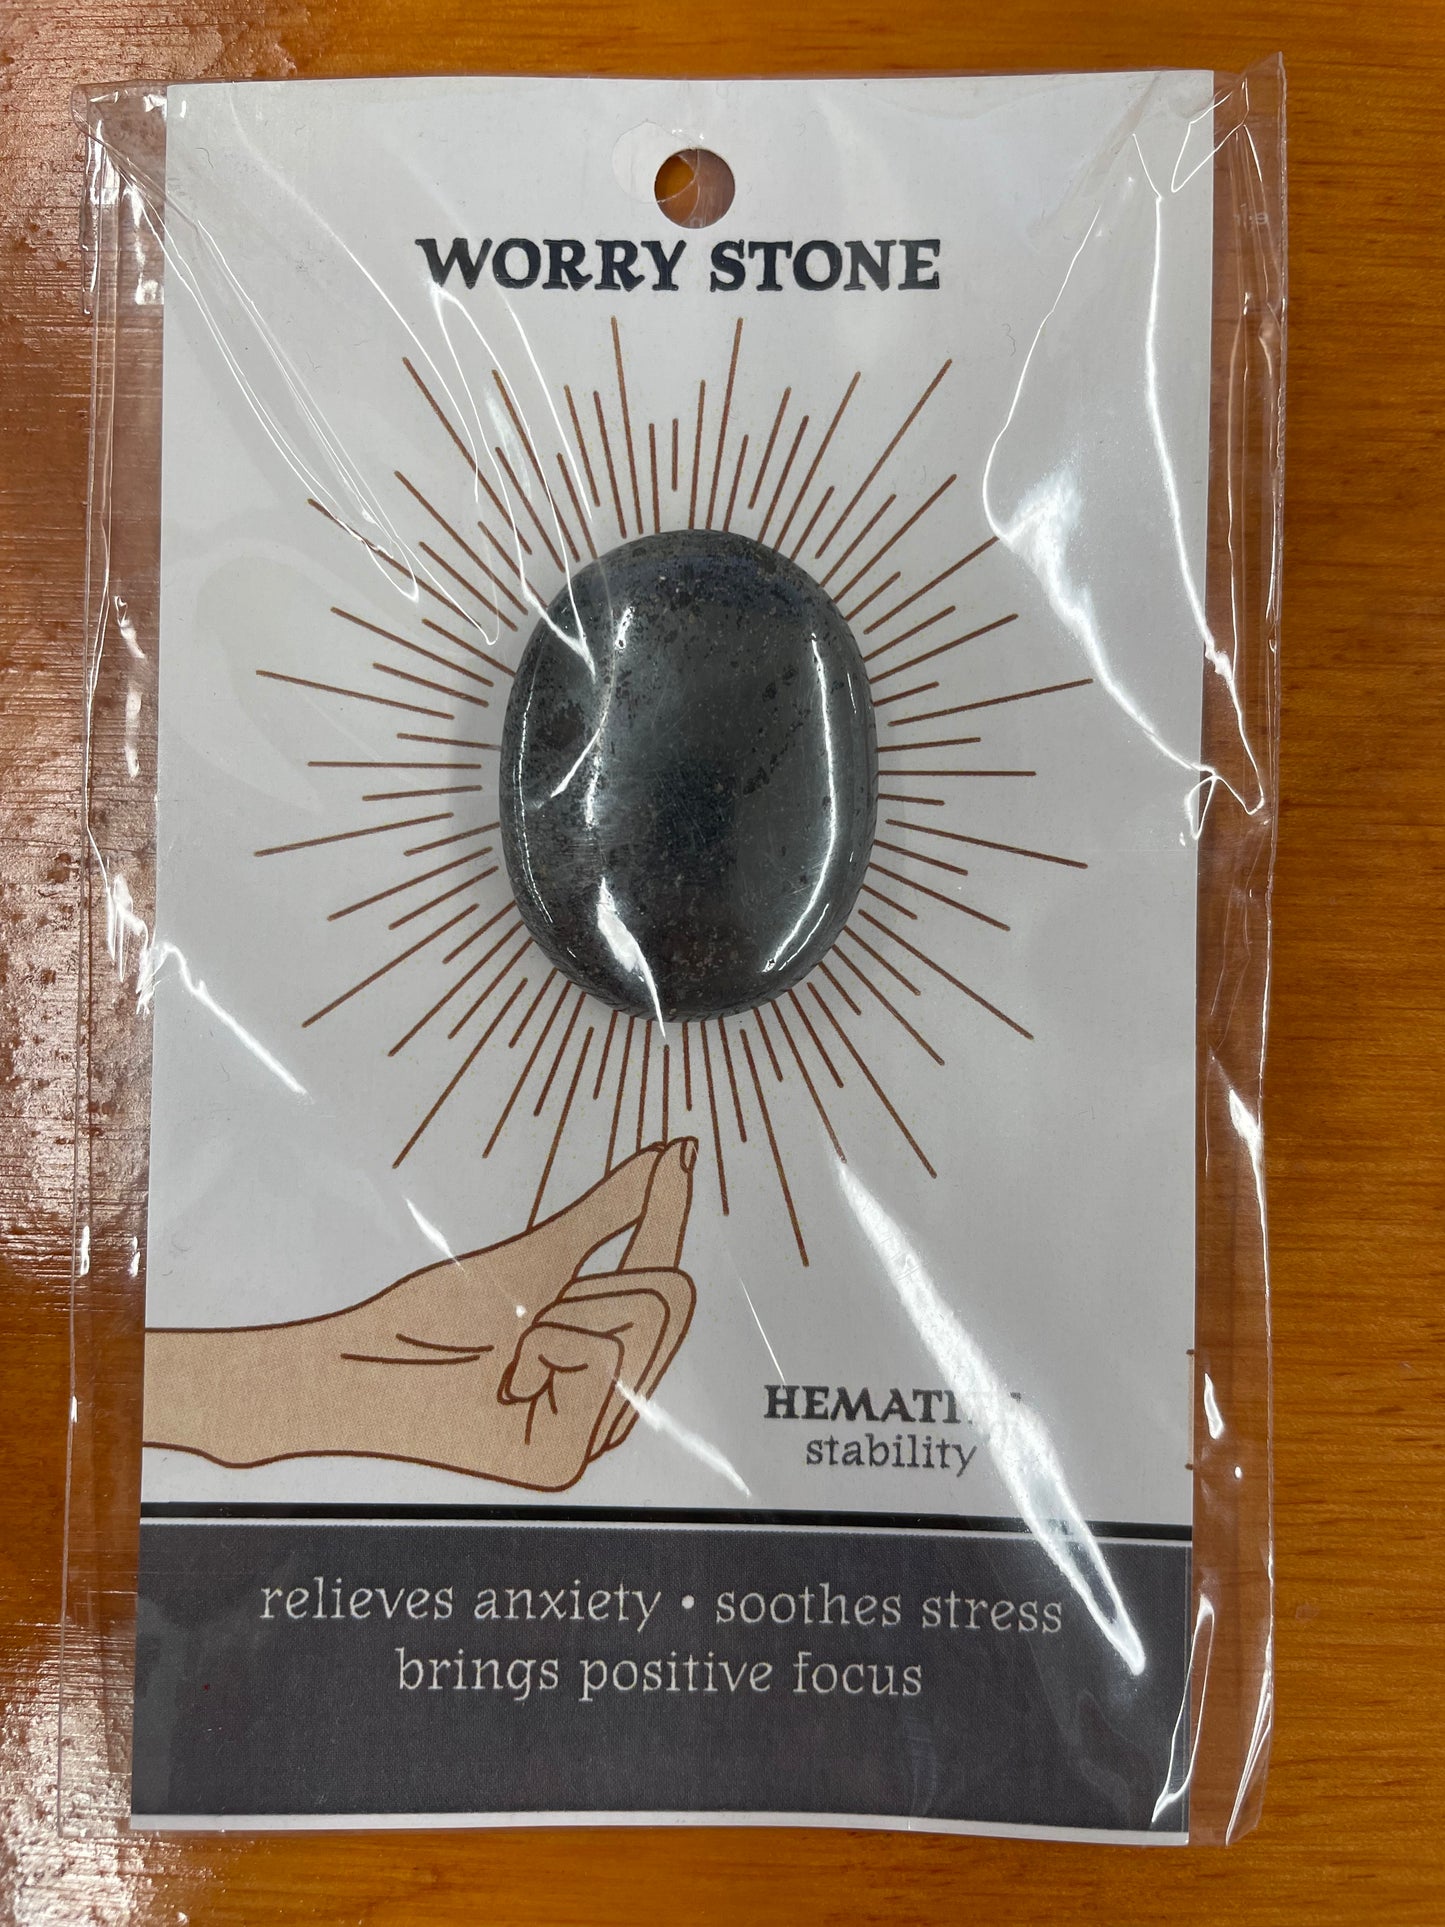 WORRY STONE
stability
relieves anxiety • soothes stress
brings positive focus